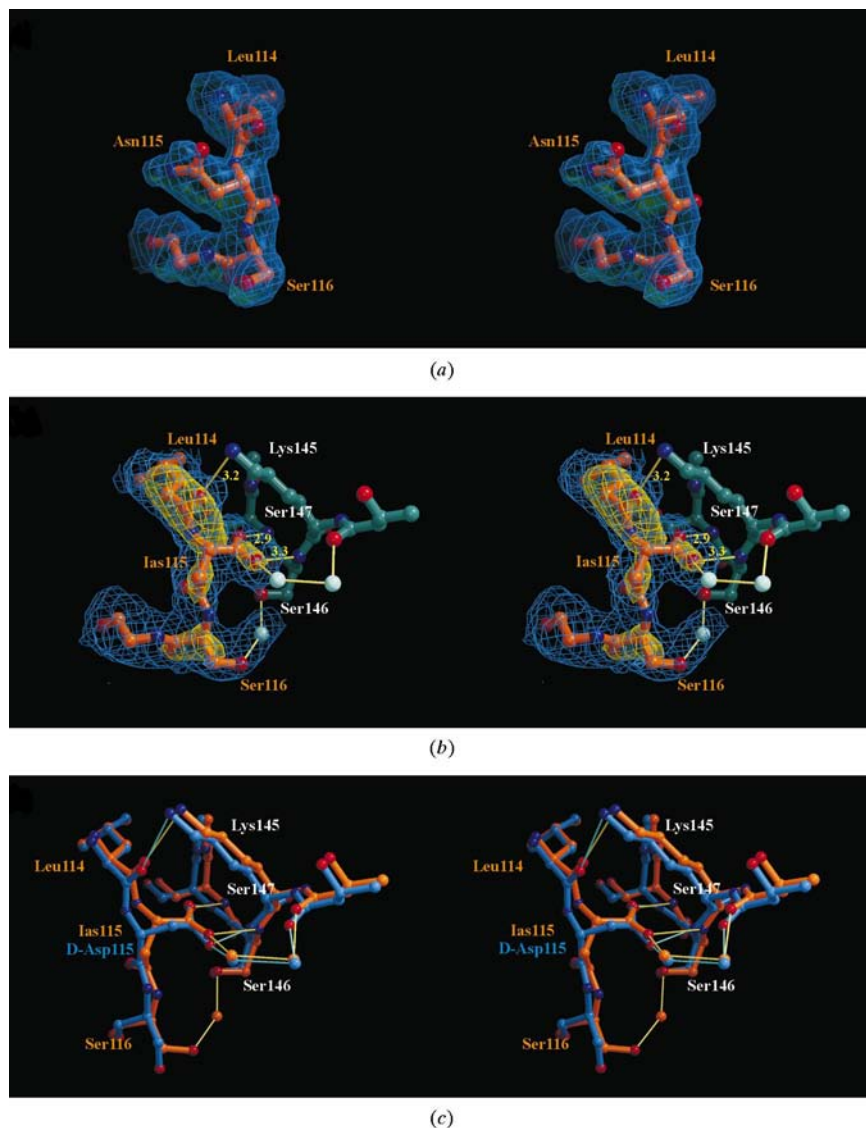 Leu114 Leu114
Asn115 Asn115
Ser116 Ser116
(a)
Leu114 Lys145 Leu114 Lys145
3.2 3.2
Ser147 Ser147
2.9 2.9
3.3 3.3
Ias115 Ias115
Ser146 Ser146
Ser116 Ser116
(b)
Lys145 Lys145
Leu114 Leu114
Ser147 Ser147
Ias115 Ias115
D-Asp115 D-Asp115
Ser146 Ser146
Ser116 Ser116
(c)